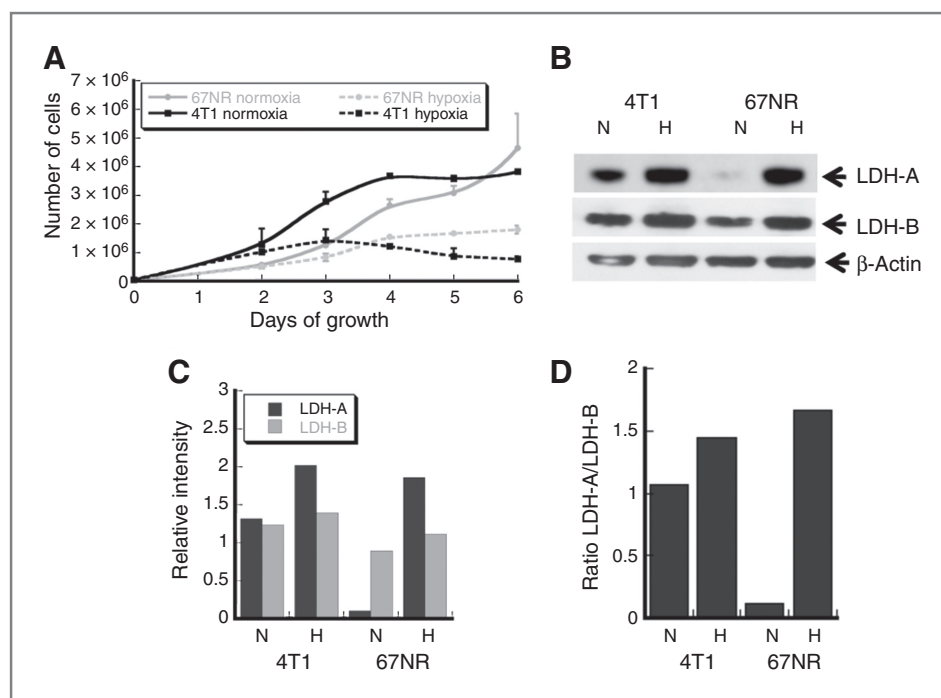 A
7 × 10⁶
6 × 10⁶
5 × 10⁶
4 × 10⁶
3 × 10⁶
2 × 10⁶
1 × 10⁶
0
Number of cells
67NR normoxia 67NR hypoxia
4T1 normoxia 4T1 hypoxia
0 1 2 3 4 5 6
Days of growth
B
4T1 67NR
N H N H
LDH-A
LDH-B
β-Actin
C
3
2.5
2
1.5
1
0.5
0
Relative intensity
LDH-A
LDH-B
N H N H
4T1 67NR
D
2
1.5
1
0.5
0
Ratio LDH-A/LDH-B
N H N H
4T1 67NR